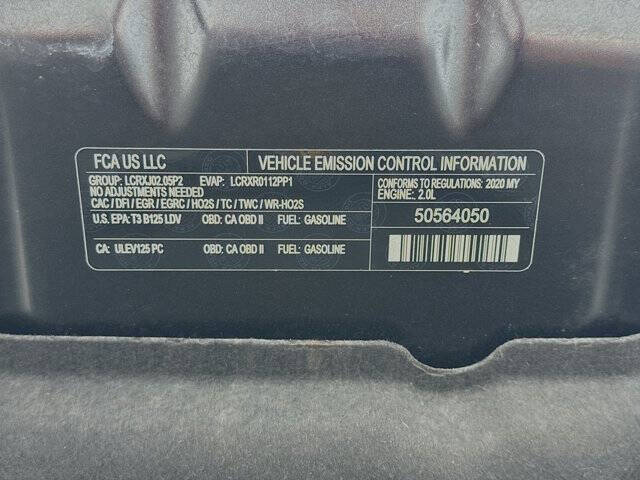 FCA US LLC
VEHICLE EMISSION CONTROL INFORMATION
GROUP: LCRXJ02.05P2 EVAP: LCRXR0112PP1
NO ADJUSTMENTS NEEDED
CAC / DFI / EGR / EGRC / HO2S / TC / TWC / WR-HO2S
CONFORMS TO REGULATIONS: 2020 MY
ENGINE: 2.0L
U.S. EPA: T3 B125 LDV OBD: CA OBD II FUEL: GASOLINE
50564050
CA: ULEV125 PC OBD: CA OBD II FUEL: GASOLINE